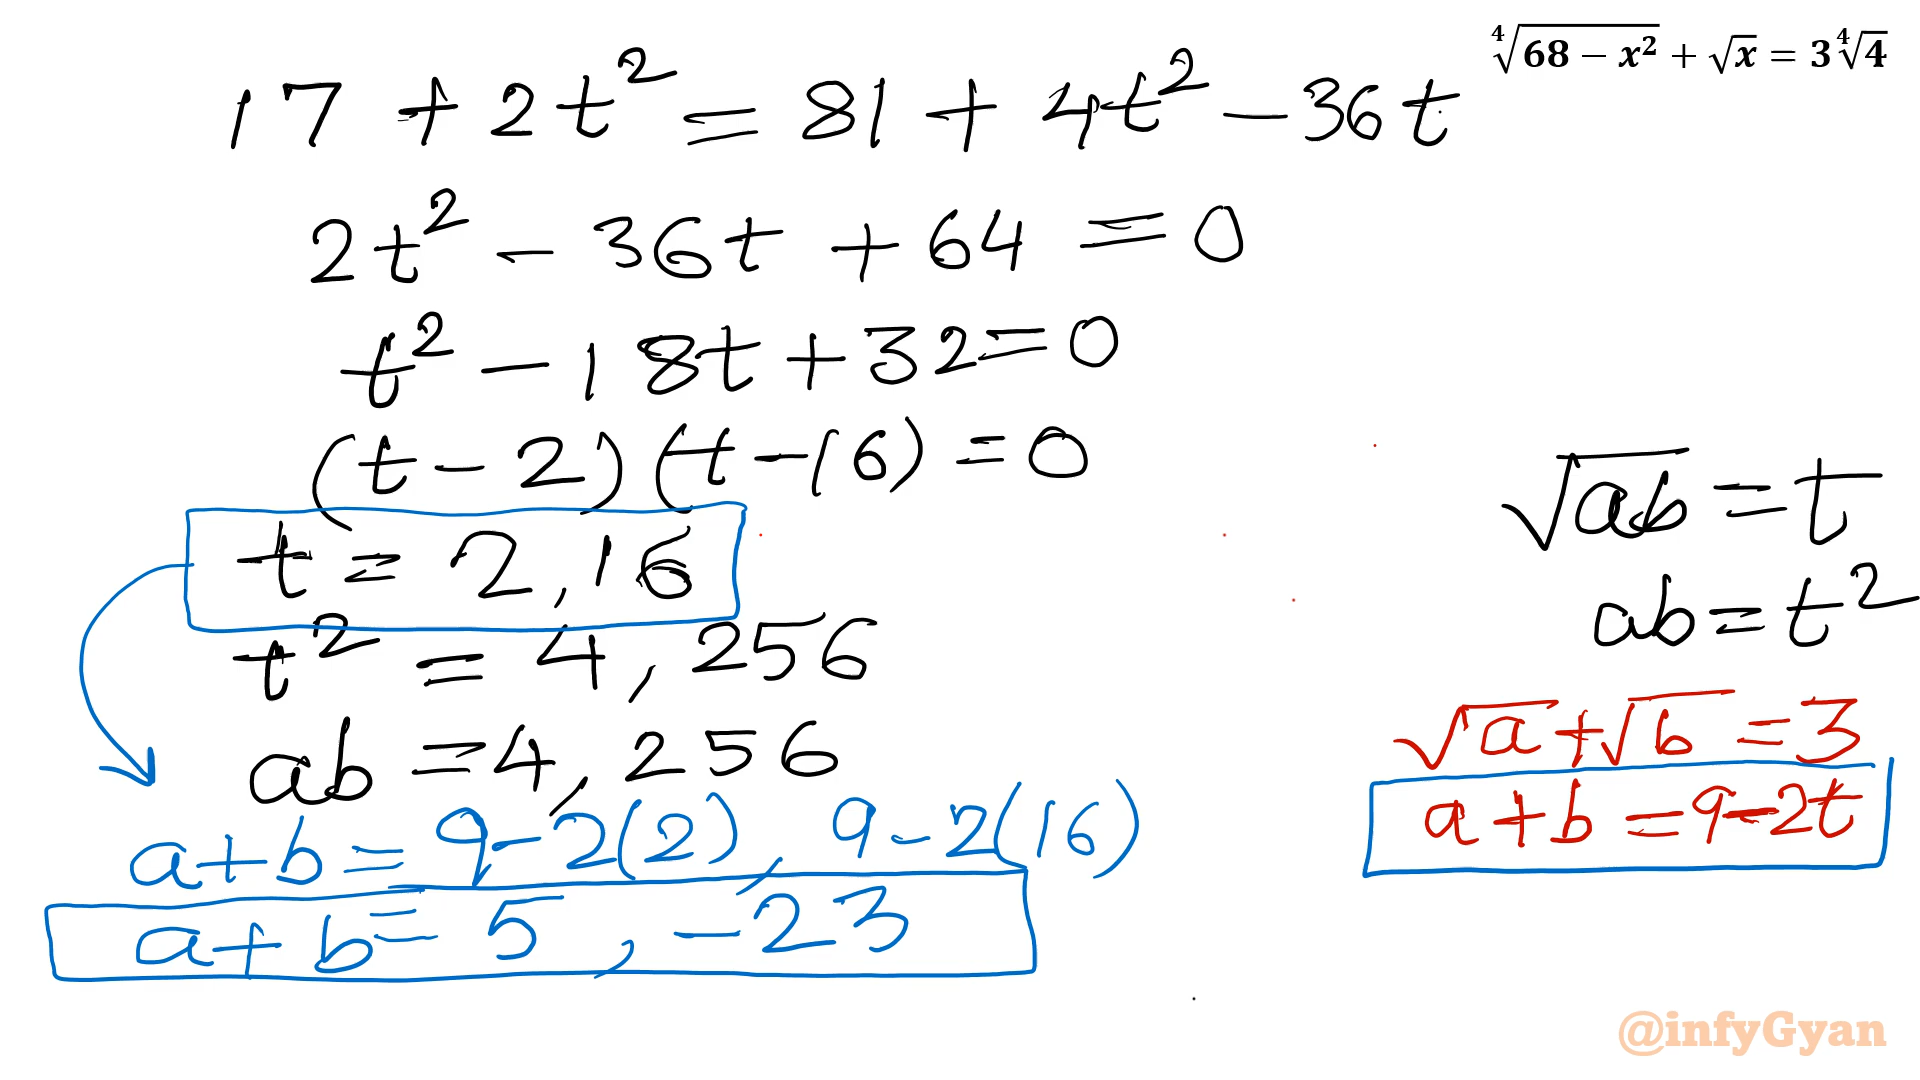 ∜(68 − x²) + √x = 3∜4
17 + 2t² = 81 + 4t² − 36t
2t² − 36t + 64 = 0
t² − 18t + 32 = 0
(t − 2)(t − 16) = 0
t = 2, 16
t² = 4, 256
ab = 4, 256
a + b = 9 − 2(2), 9 − 2(16)
a + b = 5, −23
√ab = t
ab = t²
√a + √b = 3
a + b = 9 − 2t
@infyGyan